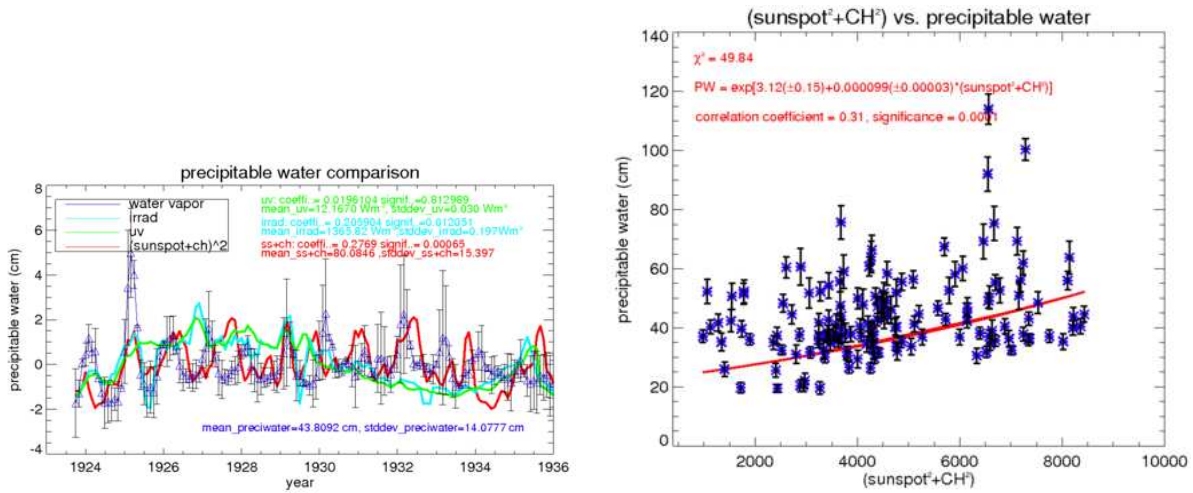 precipitable water comparison
8
6
4
2
0
-2
-4
precipitable water (cm)
water vapor
irrad
uv
(sunspot+ch)^2
uv: coeffi. = 0.0196104 signif.=0.812989
mean_uv=12.1670 Wm⁻², stddev_uv=0.030 Wm⁻²
irrad: coeffi. = 0.205904 signif.=0.012051
mean_irrad=1365.82 Wm⁻²,stddev_irrad=0.197Wm⁻²
ss+ch: coeffi. = 0.2769 signif.= 0.00065
mean_ss+ch=80.0846 ,stddev_ss+ch=15.397
mean_preciwater=43.8092 cm, stddev_preciwater=14.0777 cm
1924 1926 1928 1930 1932 1934 1936
year
(sunspot²+CH²) vs. precipitable water
140
120
100
80
60
40
20
0
precipitable water (cm)
χ² = 49.84
PW = exp[3.12(±0.15)+0.000099(±0.00003)*(sunspot²+CH²)]
correlation coefficient = 0.31, significance = 0.0001
2000 4000 6000 8000 10000
(sunspot²+CH²)